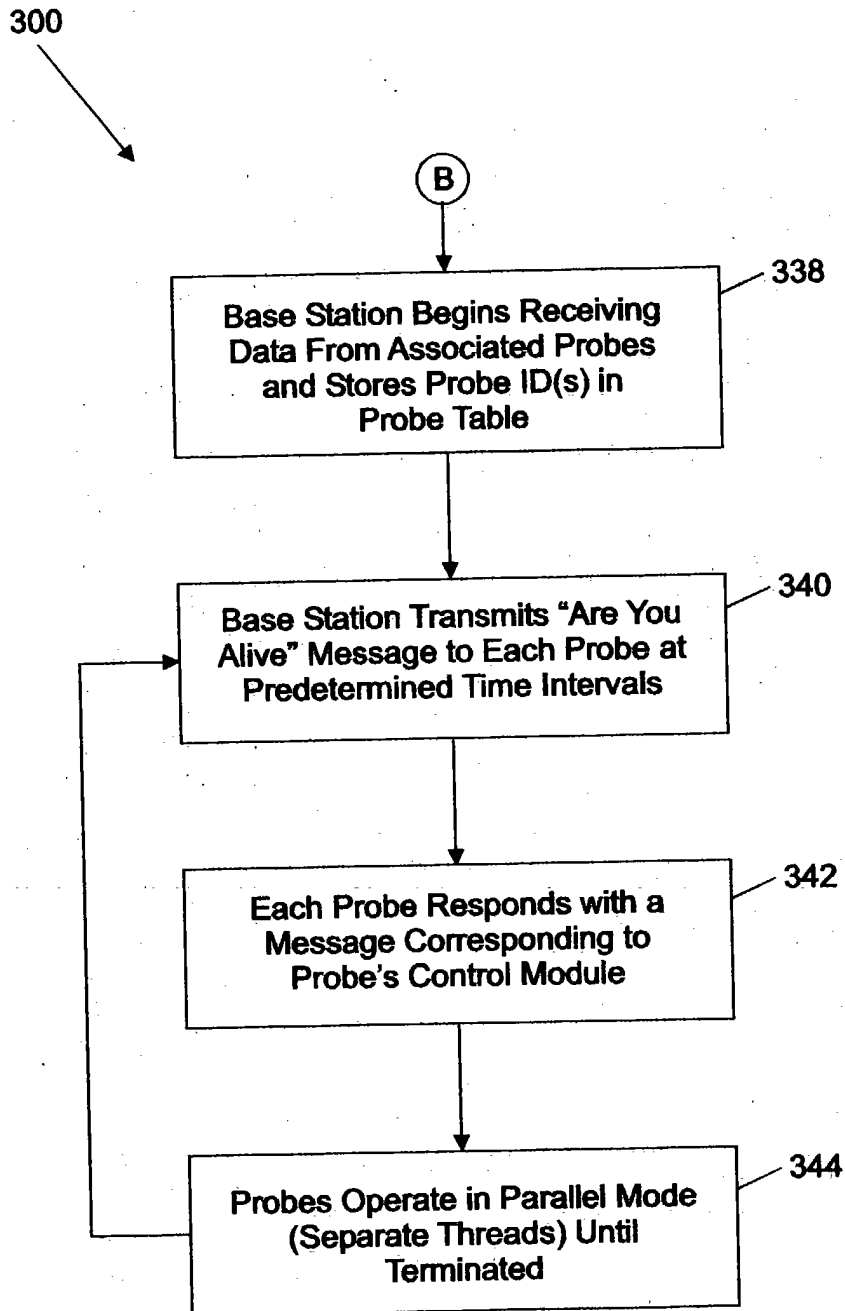 300
B
338
Base Station Begins Receiving
Data From Associated Probes
and Stores Probe ID(s) in
Probe Table
340
Base Station Transmits “Are You
Alive” Message to Each Probe at
Predetermined Time Intervals
342
Each Probe Responds with a
Message Corresponding to
Probe's Control Module
344
Probes Operate in Parallel Mode
(Separate Threads) Until
Terminated